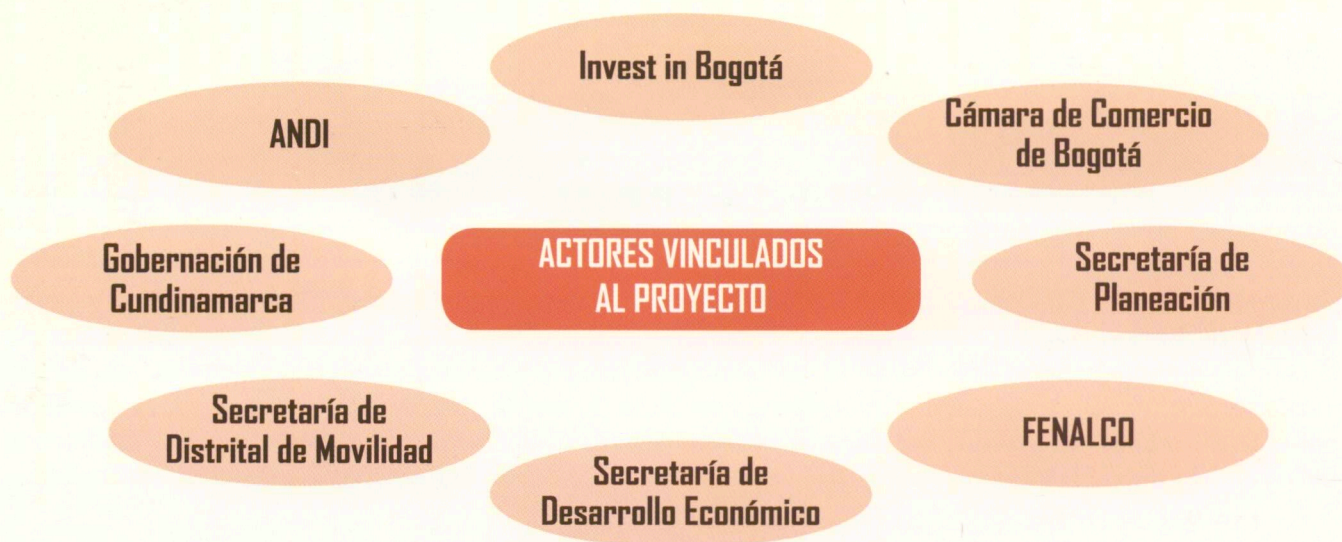 Invest in Bogotá
ANDI
Cámara de Comercio
de Bogotá
Gobernación de
Cundinamarca
ACTORES VINCULADOS
AL PROYECTO
Secretaría de
Planeación
Secretaría de
Distrital de Movilidad
FENALCO
Secretaría de
Desarrollo Económico